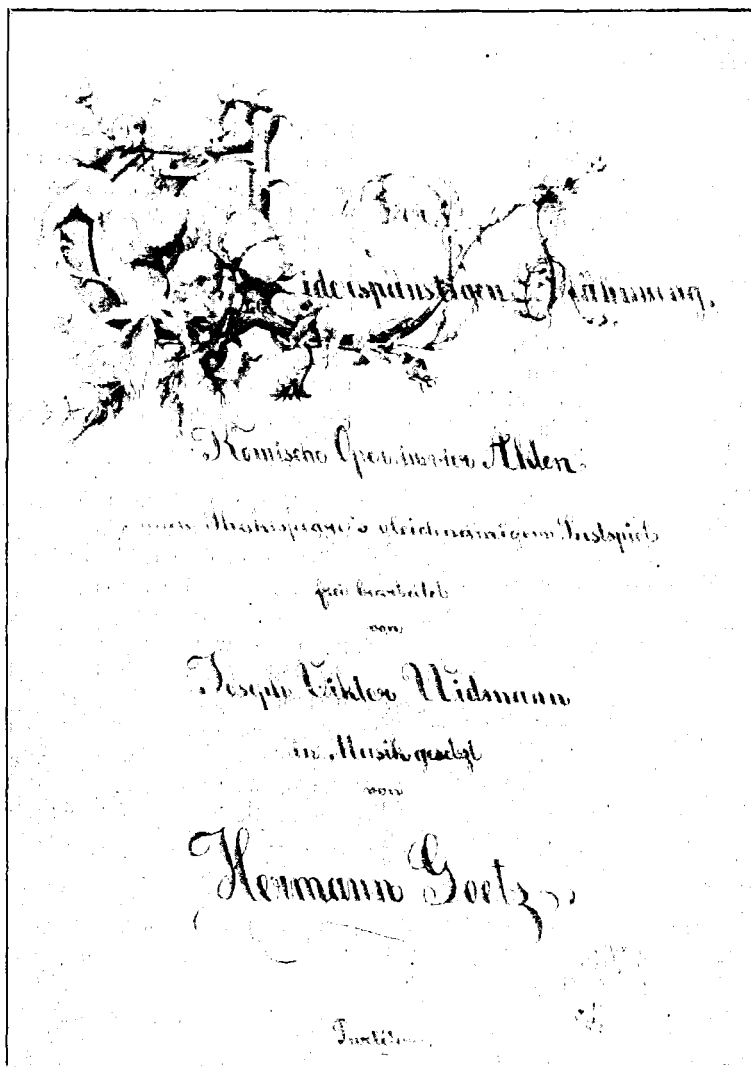 Der
Widerspänstigen Zähmung.
Komische Oper in vier Akten
nach Shakespeare's gleichnamigem Lustspiel
frei bearbeitet
von
Joseph Viktor Widmann
in Musik gesetzt
von
Hermann Goetz.
Partitur.